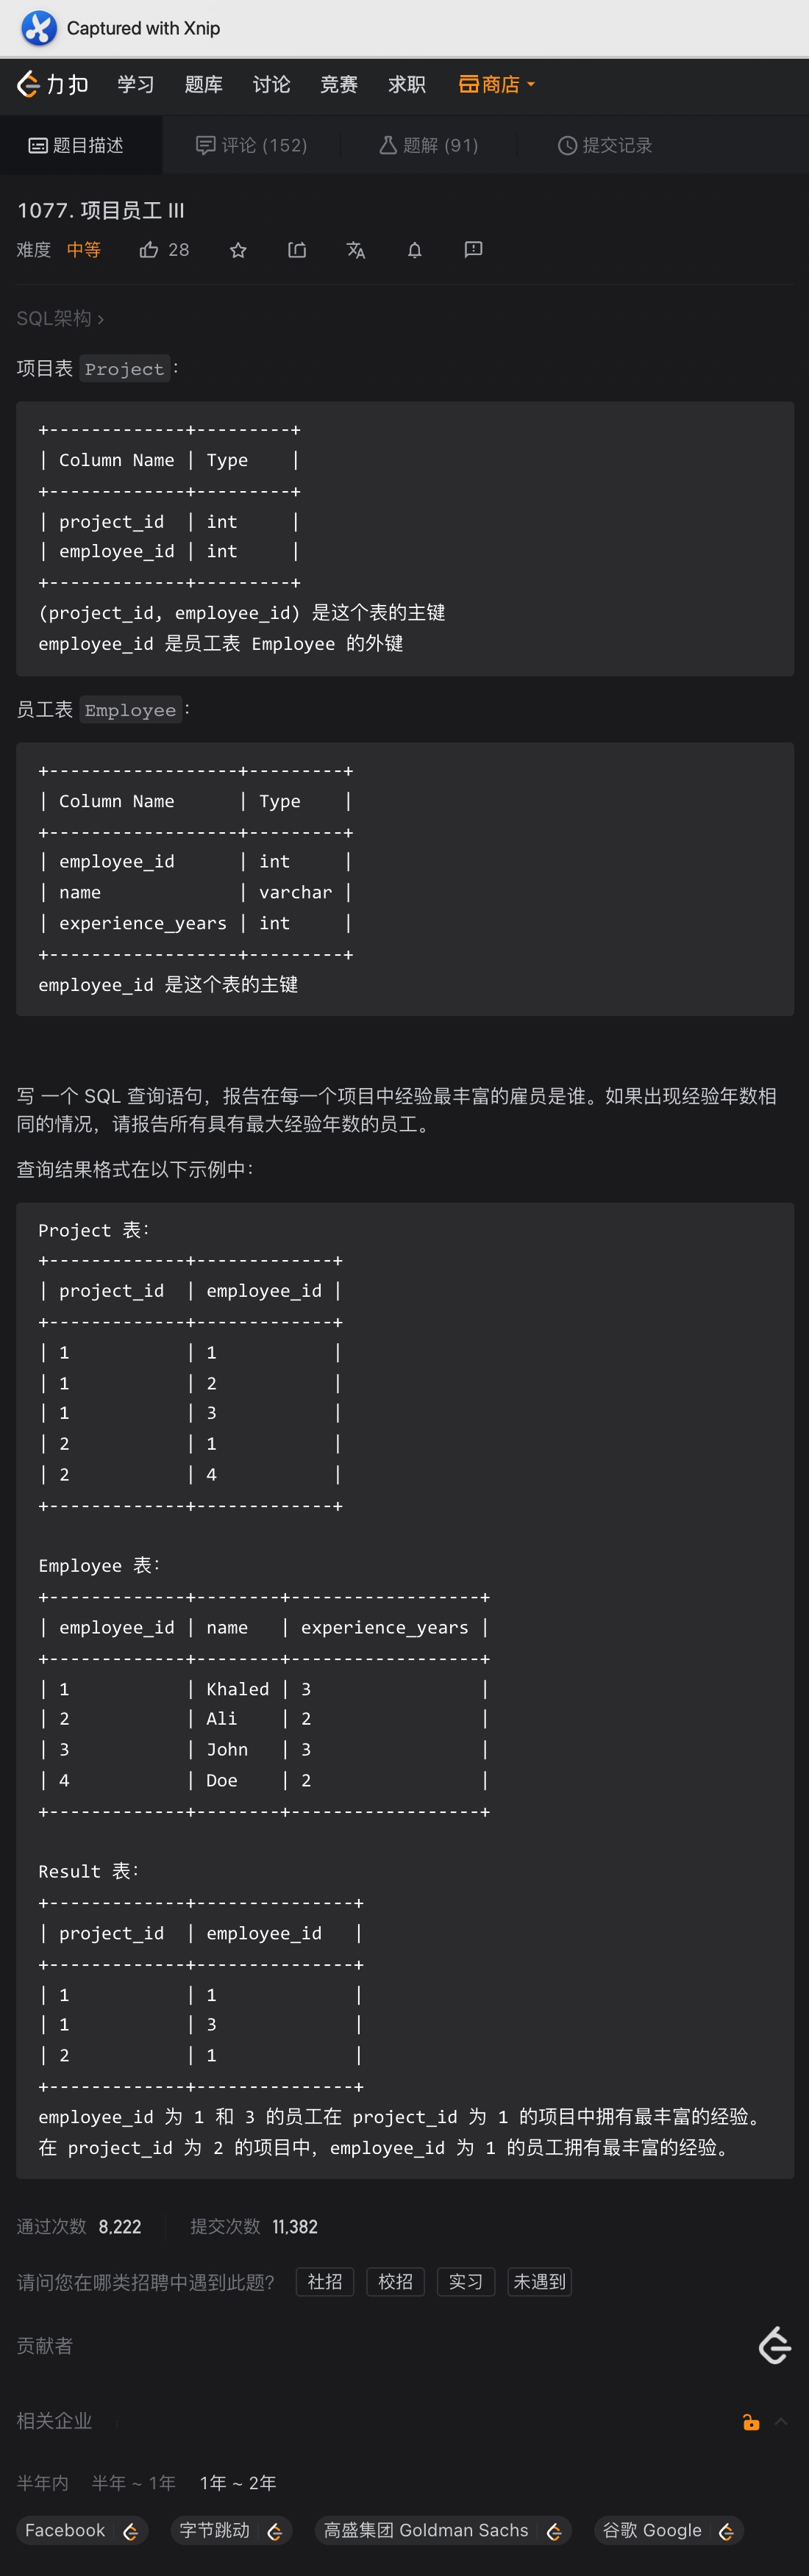 Captured with Xnip
力扣 学习 题库 讨论 竞赛 求职 商店
题目描述 评论 (152) 题解 (91) 提交记录
1077. 项目员工 III
难度 中等 28
SQL架构 >
项目表 Project：
+-------------+---------+
| Column Name | Type    |
+-------------+---------+
| project_id  | int     |
| employee_id | int     |
+-------------+---------+
(project_id, employee_id) 是这个表的主键
employee_id 是员工表 Employee 的外键
员工表 Employee：
+------------------+---------+
| Column Name      | Type    |
+------------------+---------+
| employee_id      | int     |
| name             | varchar |
| experience_years | int     |
+------------------+---------+
employee_id 是这个表的主键
写 一个 SQL 查询语句，报告在每一个项目中经验最丰富的雇员是谁。如果出现经验年数相
同的情况，请报告所有具有最大经验年数的员工。
查询结果格式在以下示例中：
Project 表：
+-------------+-------------+
| project_id  | employee_id |
+-------------+-------------+
| 1           | 1           |
| 1           | 2           |
| 1           | 3           |
| 2           | 1           |
| 2           | 4           |
+-------------+-------------+
Employee 表：
+-------------+--------+------------------+
| employee_id | name   | experience_years |
+-------------+--------+------------------+
| 1           | Khaled | 3                |
| 2           | Ali    | 2                |
| 3           | John   | 3                |
| 4           | Doe    | 2                |
+-------------+--------+------------------+
Result 表：
+-------------+---------------+
| project_id  | employee_id   |
+-------------+---------------+
| 1           | 1             |
| 1           | 3             |
| 2           | 1             |
+-------------+---------------+
employee_id 为 1 和 3 的员工在 project_id 为 1 的项目中拥有最丰富的经验。
在 project_id 为 2 的项目中，employee_id 为 1 的员工拥有最丰富的经验。
通过次数 8,222 提交次数 11,382
请问您在哪类招聘中遇到此题？ 社招 校招 实习 未遇到
贡献者
相关企业
半年内 半年 ~ 1年 1年 ~ 2年
Facebook 字节跳动 高盛集团 Goldman Sachs 谷歌 Google